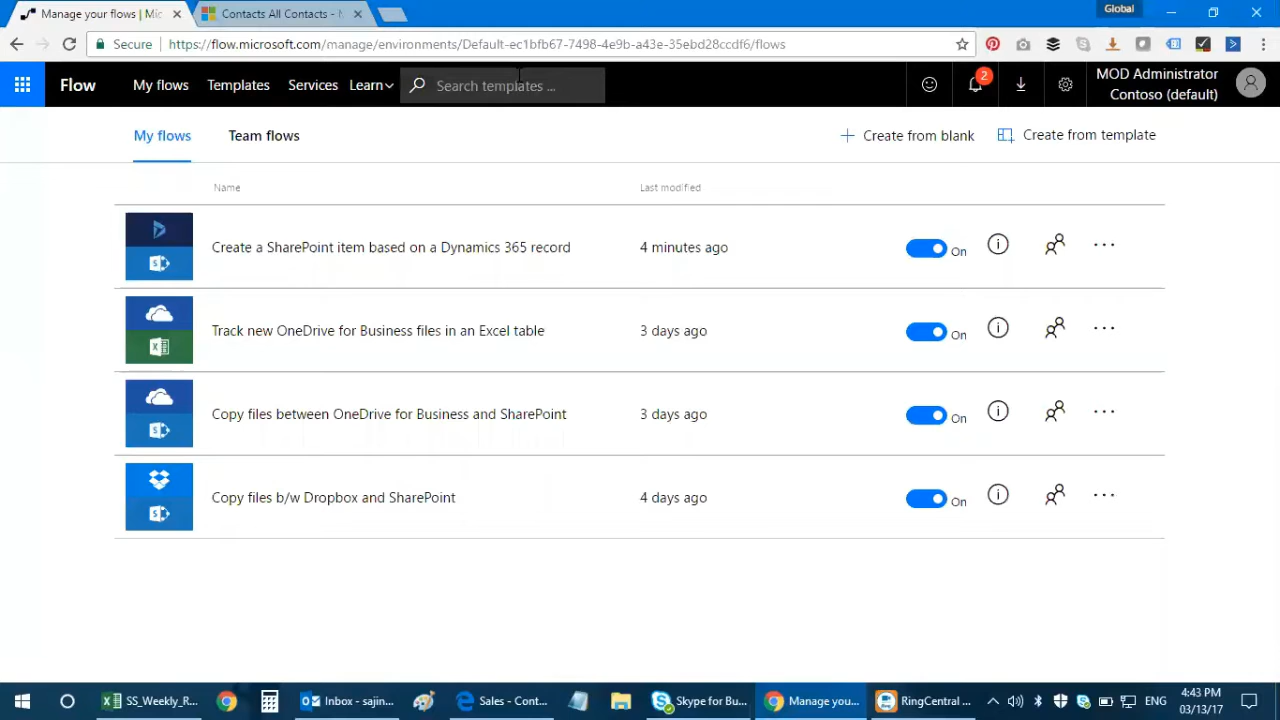 Manage your flows | Mic
Contacts All Contacts - M
Global
Secure
https://flow.microsoft.com/manage/environments/Default-ec1bfb67-7498-4e9b-a43e-35ebd28ccdf6/flows
Flow
My flows
Templates
Services
Learn
Search templates ...
2
MOD Administrator
Contoso (default)
My flows
Team flows
Create from blank
Create from template
Name
Last modified
Create a SharePoint item based on a Dynamics 365 record
4 minutes ago
On
Track new OneDrive for Business files in an Excel table
3 days ago
On
Copy files between OneDrive for Business and SharePoint
3 days ago
On
Copy files b/w Dropbox and SharePoint
4 days ago
On
SS_Weekly_R...
Inbox - sajin...
Sales - Cont...
Skype for Bu...
Manage you...
RingCentral ...
ENG
4:43 PM
03/13/17